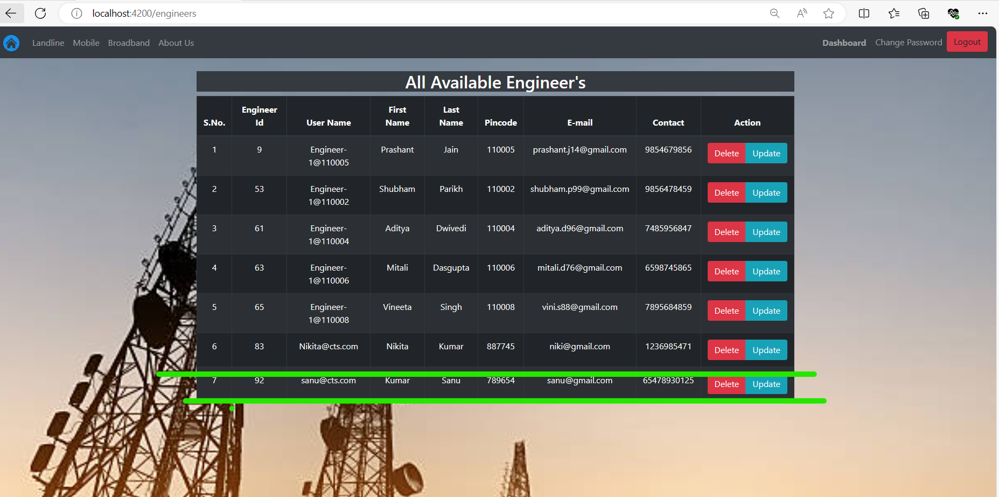 localhost:4200/engineers
Landline Mobile Broadband About Us Dashboard Change Password Logout
All Available Engineer's
S.No. Engineer Id User Name First Name Last Name Pincode E-mail Contact Action
1 9 Engineer-1@110005 Prashant Jain 110005 prashant.j14@gmail.com 9854679856 Delete Update
2 53 Engineer-1@110002 Shubham Parikh 110002 shubham.p99@gmail.com 9856478459 Delete Update
3 61 Engineer-1@110004 Aditya Dwivedi 110004 aditya.d96@gmail.com 7485956847 Delete Update
4 63 Engineer-1@110006 Mitali Dasgupta 110006 mitali.d76@gmail.com 6598745865 Delete Update
5 65 Engineer-1@110008 Vineeta Singh 110008 vini.s88@gmail.com 7895684859 Delete Update
6 83 Nikita@cts.com Nikita Kumar 887745 niki@gmail.com 1236985471 Delete Update
7 92 sanu@cts.com Kumar Sanu 789654 sanu@gmail.com 65478930125 Delete Update